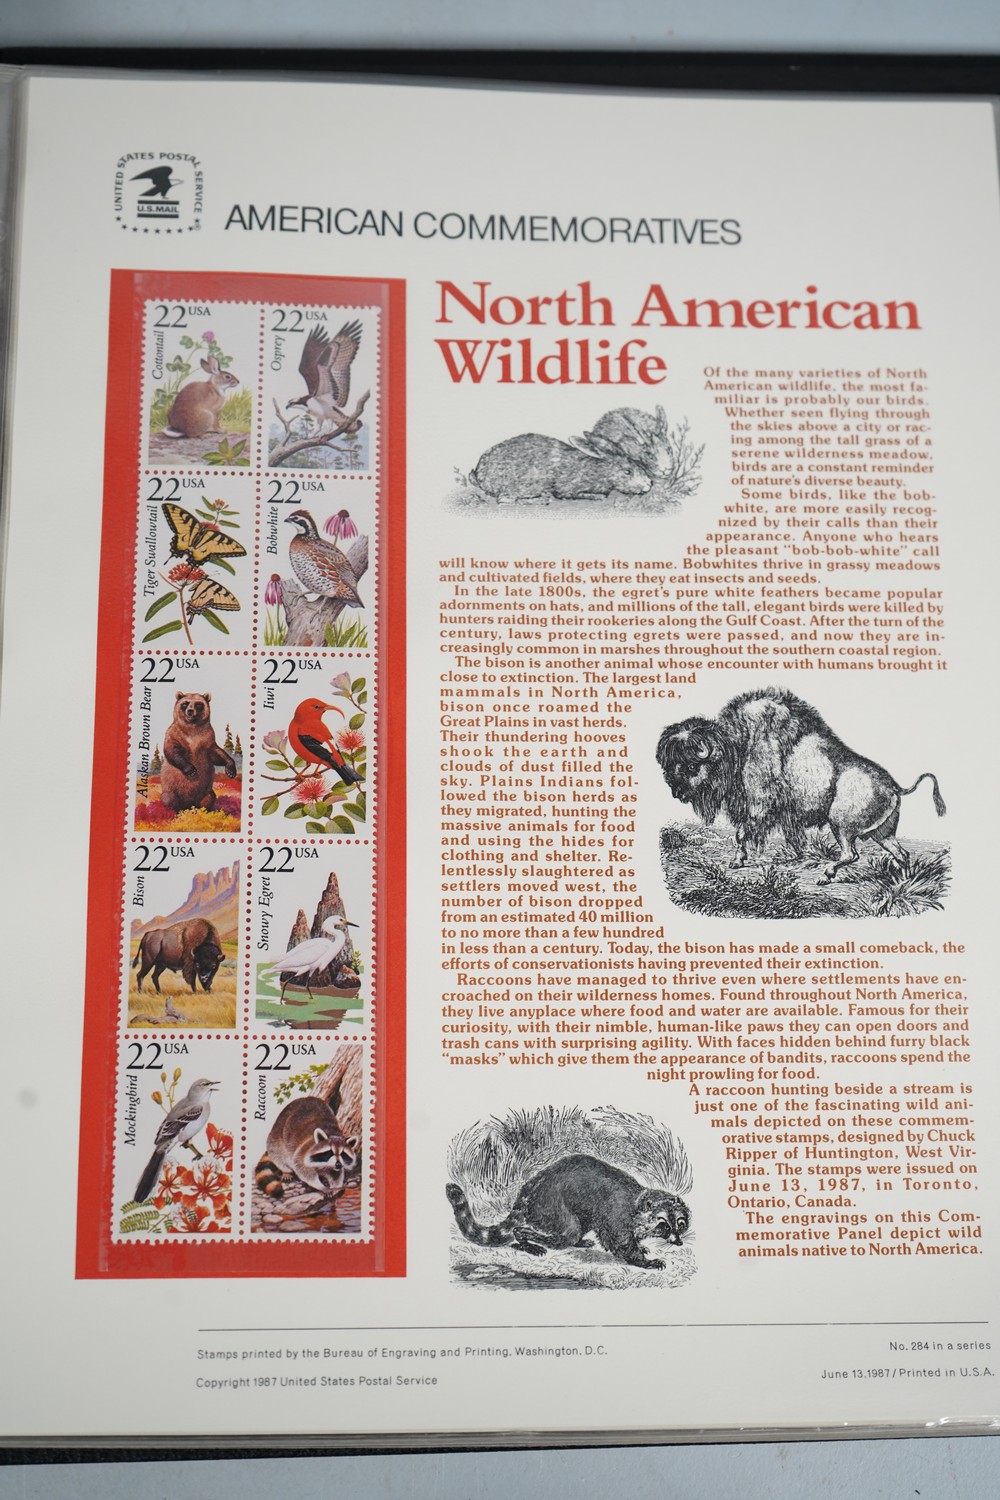 UNITED STATES POSTAL SERVICE
U.S.MAIL
AMERICAN COMMEMORATIVES
22 USA
Cottontail
22 USA
Osprey
22 USA
Tiger Swallowtail
22 USA
Bobwhite
22 USA
Alaskan Brown Bear
22 USA
Iiwi
22 USA
Bison
22 USA
Snowy Egret
22 USA
Mockingbird
22 USA
Raccoon
North American
Wildlife
Of the many varieties of North
American wildlife, the most fa-
miliar is probably our birds.
Whether seen flying through
the skies above a city or rac-
ing among the tall grass of a
serene wilderness meadow,
birds are a constant reminder
of nature's diverse beauty.
Some birds, like the bob-
white, are more easily recog-
nized by their calls than their
appearance. Anyone who hears
the pleasant "bob-bob-white" call
will know where it gets its name. Bobwhites thrive in grassy meadows
and cultivated fields, where they eat insects and seeds.
In the late 1800s, the egret's pure white feathers became popular
adornments on hats, and millions of the tall, elegant birds were killed by
hunters raiding their rookeries along the Gulf Coast. After the turn of the
century, laws protecting egrets were passed, and now they are in-
creasingly common in marshes throughout the southern coastal region.
The bison is another animal whose encounter with humans brought it
close to extinction. The largest land
mammals in North America,
bison once roamed the
Great Plains in vast herds.
Their thundering hooves
shook the earth and
clouds of dust filled the
sky. Plains Indians fol-
lowed the bison herds as
they migrated, hunting the
massive animals for food
and using the hides for
clothing and shelter. Re-
lentlessly slaughtered as
settlers moved west, the
number of bison dropped
from an estimated 40 million
to no more than a few hundred
in less than a century. Today, the bison has made a small comeback, the
efforts of conservationists having prevented their extinction.
Raccoons have managed to thrive even where settlements have en-
croached on their wilderness homes. Found throughout North America,
they live anyplace where food and water are available. Famous for their
curiosity, with their nimble, human-like paws they can open doors and
trash cans with surprising agility. With faces hidden behind furry black
"masks" which give them the appearance of bandits, raccoons spend the
night prowling for food.
A raccoon hunting beside a stream is
just one of the fascinating wild ani-
mals depicted on these commem-
orative stamps, designed by Chuck
Ripper of Huntington, West Vir-
ginia. The stamps were issued on
June 13, 1987, in Toronto,
Ontario, Canada.
The engravings on this Com-
memorative Panel depict wild
animals native to North America.
Stamps printed by the Bureau of Engraving and Printing, Washington, D.C.
Copyright 1987 United States Postal Service
No. 284 in a series
June 13, 1987/Printed in U.S.A.